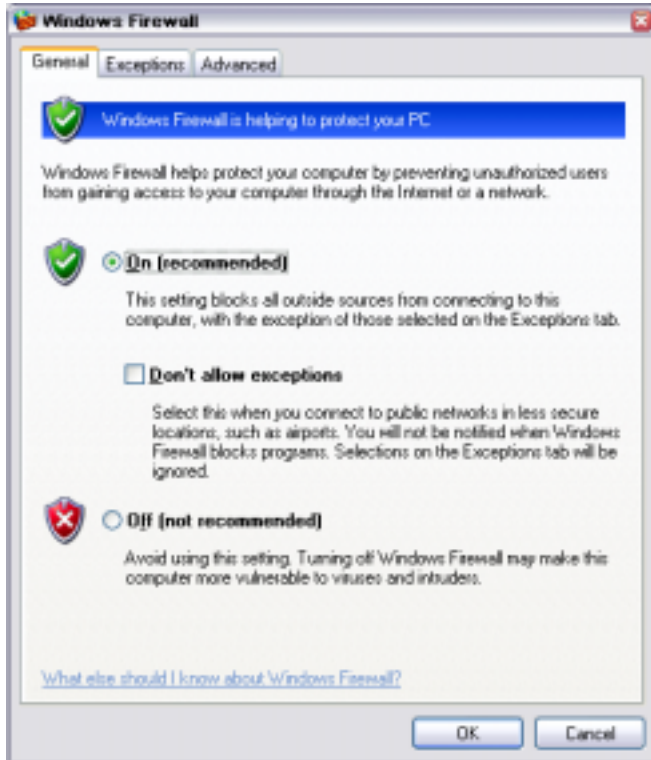 Windows Firewall
General Exceptions Advanced
Windows Firewall is helping to protect your PC
Windows Firewall helps protect your computer by preventing unauthorized users
from gaining access to your computer through the Internet or a network.
On (recommended)
This setting blocks all outside sources from connecting to this
computer, with the exception of those selected on the Exceptions tab.
Don't allow exceptions
Select this when you connect to public networks in less secure
locations, such as airports. You will not be notified when Windows
Firewall blocks programs. Selections on the Exceptions tab will be
ignored.
Off (not recommended)
Avoid using this setting. Turning off Windows Firewall may make this
computer more vulnerable to viruses and intruders.
What else should I know about Windows Firewall?
OK Cancel